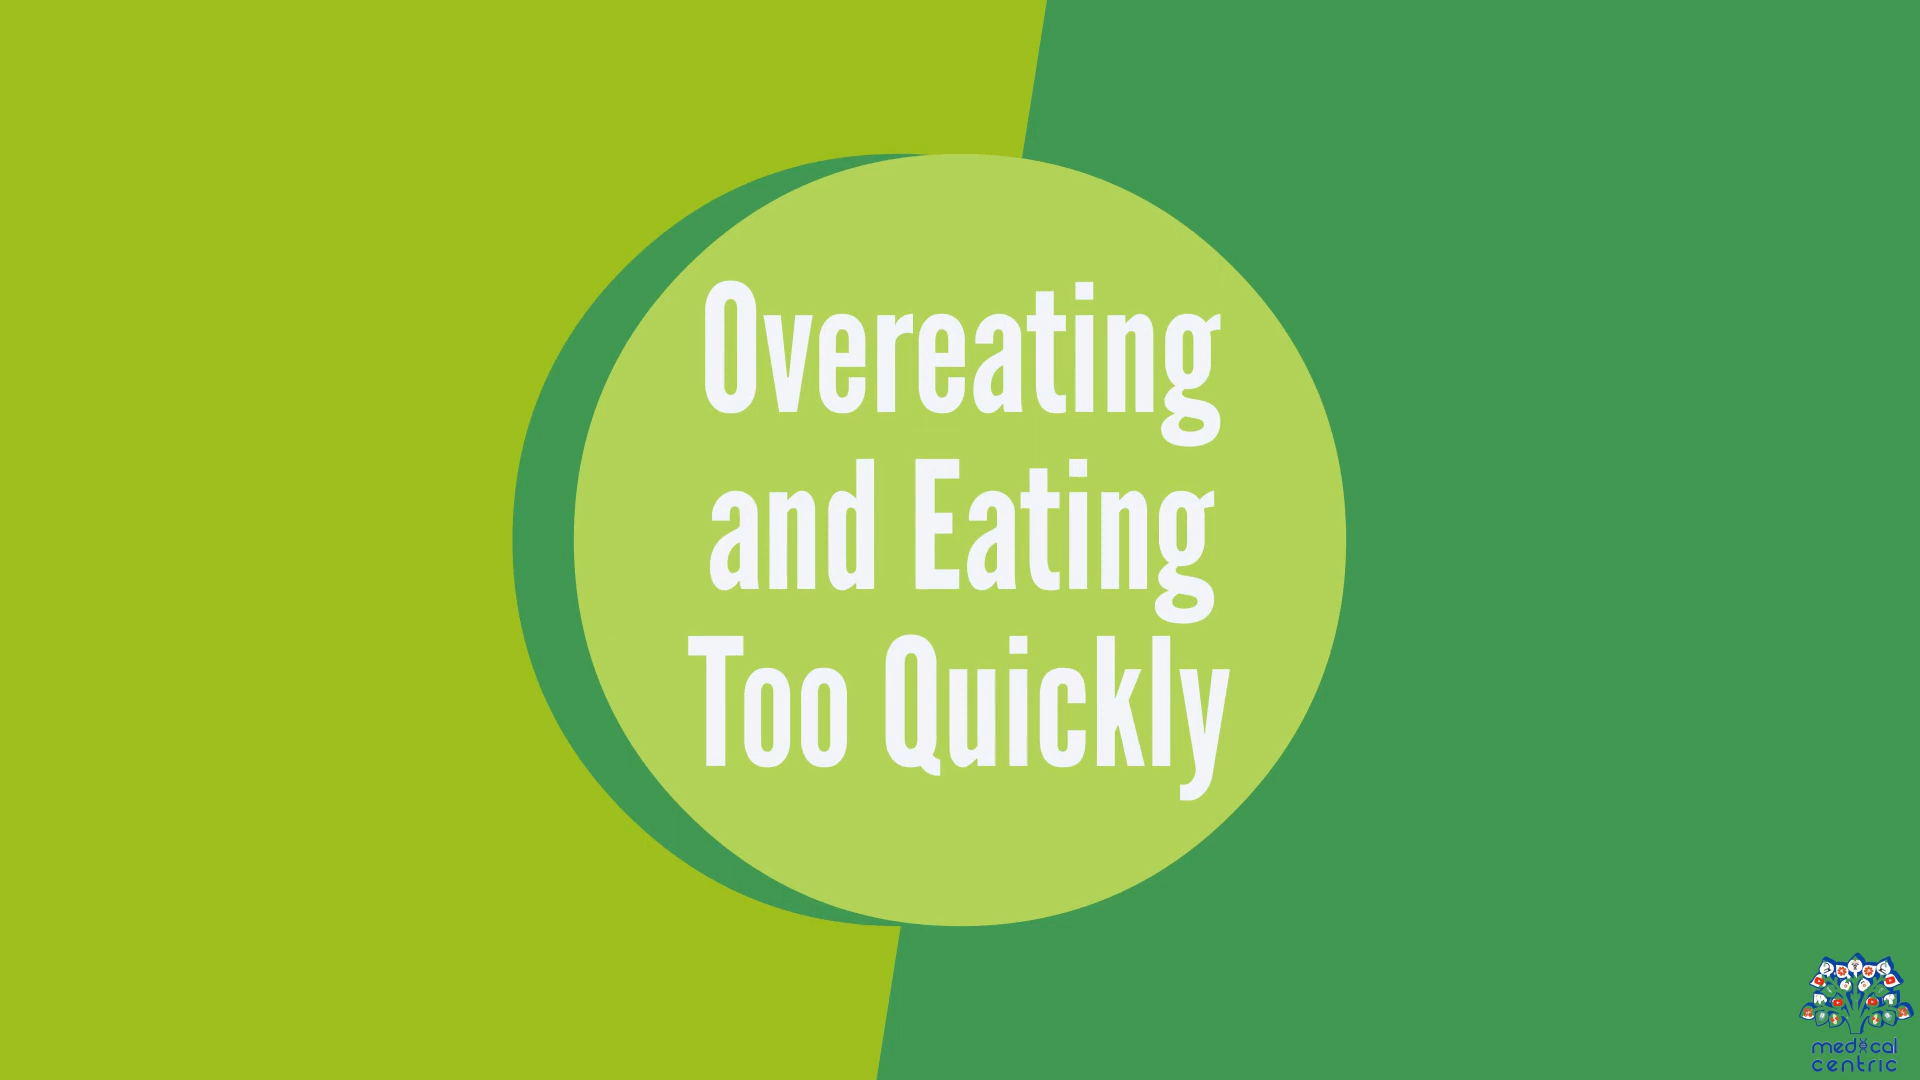 Overeating
and Eating
Too Quickly
medical
centric